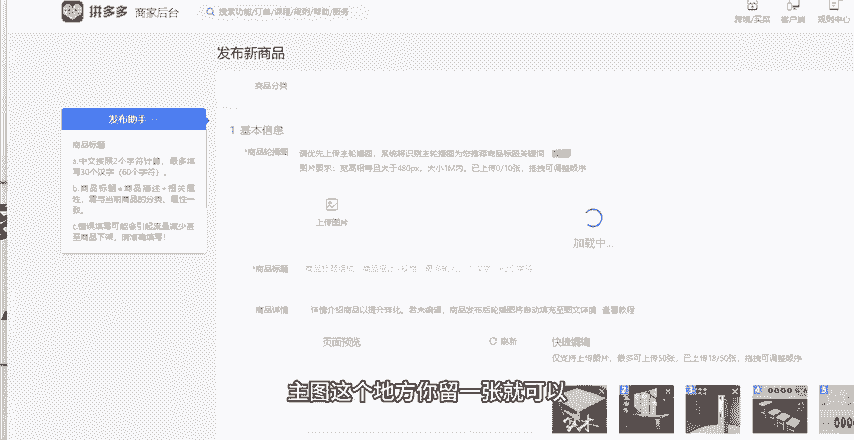 拼多多 商家后台
搜索功能/订单/课程/规则/帮助/服务
跨境/买菜 客户端 规则中心
发布新商品
商品分类
发布助手
商品标题
a.中文按照2个字符计算，最多填
写30个汉字（60个字符）。
b.商品标题=商品描述+相关属
性，需与当前商品的分类、属性一
致。
c.错误填写可能会引起流量减少甚
至商品下架，请准确填写！
1 基本信息
*商品轮播图
请优先上传主轮播图，系统将识别主轮播图为您推荐商品标题关键词
图片要求：宽高相等且大于480px，大小1M内，已上传0/10张，拖拽可调整顺序
上传图片
加载中...
*商品标题
商品详情
详情介绍商品以提升转化。若未编辑，商品发布后轮播图将自动填充至图文详情 查看教程
页面预览
刷新
快捷编辑
仅支持上传图片，最多可上传50张，已上传18/50张，拖拽可调整顺序
主图这个地方你留一张就可以